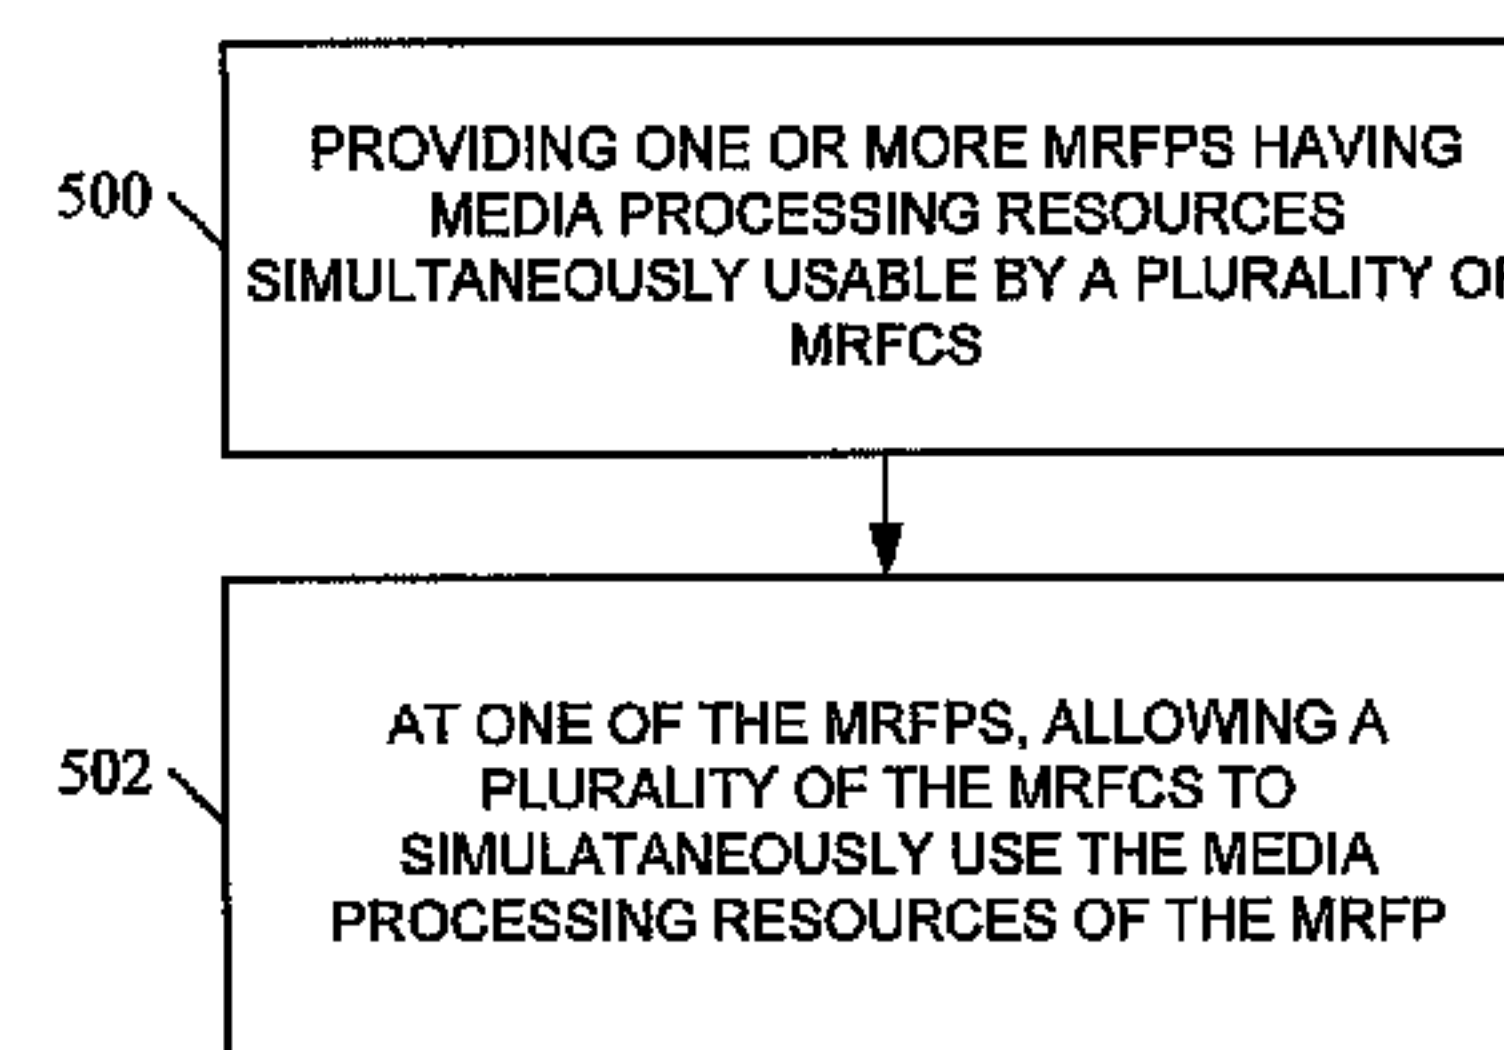 500
PROVIDING ONE OR MORE MRFPS HAVING
MEDIA PROCESSING RESOURCES
SIMULTANEOUSLY USABLE BY A PLURALITY OF
MRFCS
502
AT ONE OF THE MRFPS, ALLOWING A
PLURALITY OF THE MRFCS TO
SIMULATANEOUSLY USE THE MEDIA
PROCESSING RESOURCES OF THE MRFP